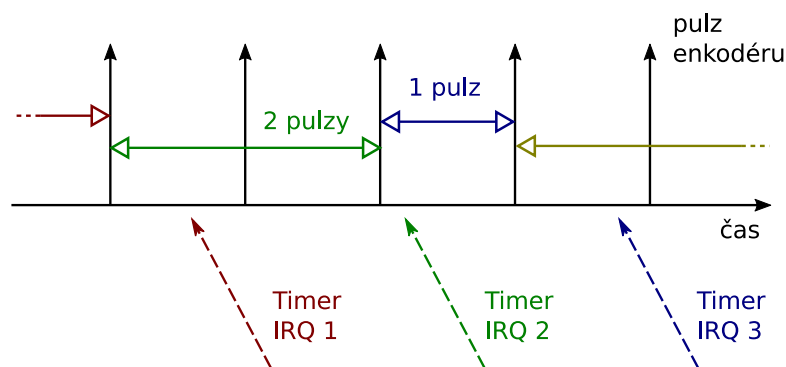 pulz
enkodéru
1 pulz
2 pulzy
čas
Timer
IRQ 1
Timer
IRQ 2
Timer
IRQ 3